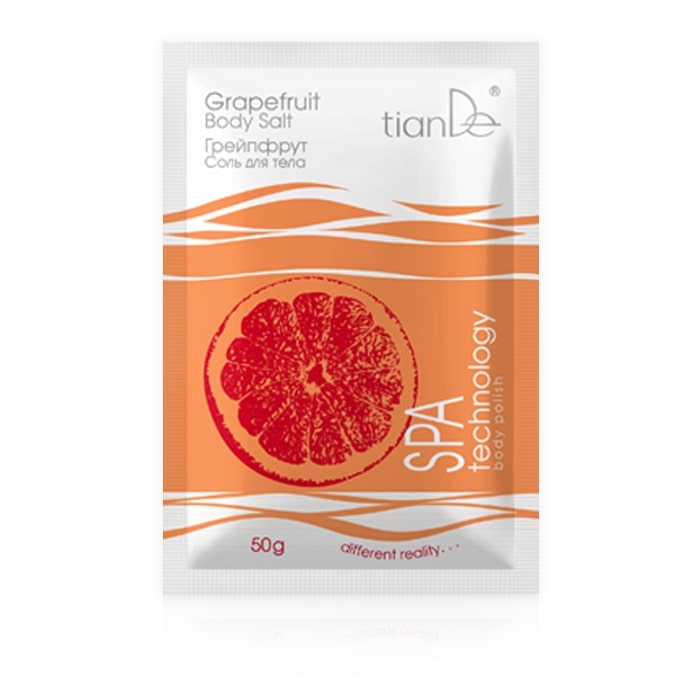 Grapefruit
Body Salt
Грейпфрут
Соль для тела
tianDe®
SPA
technology
body polish
50g
different reality...